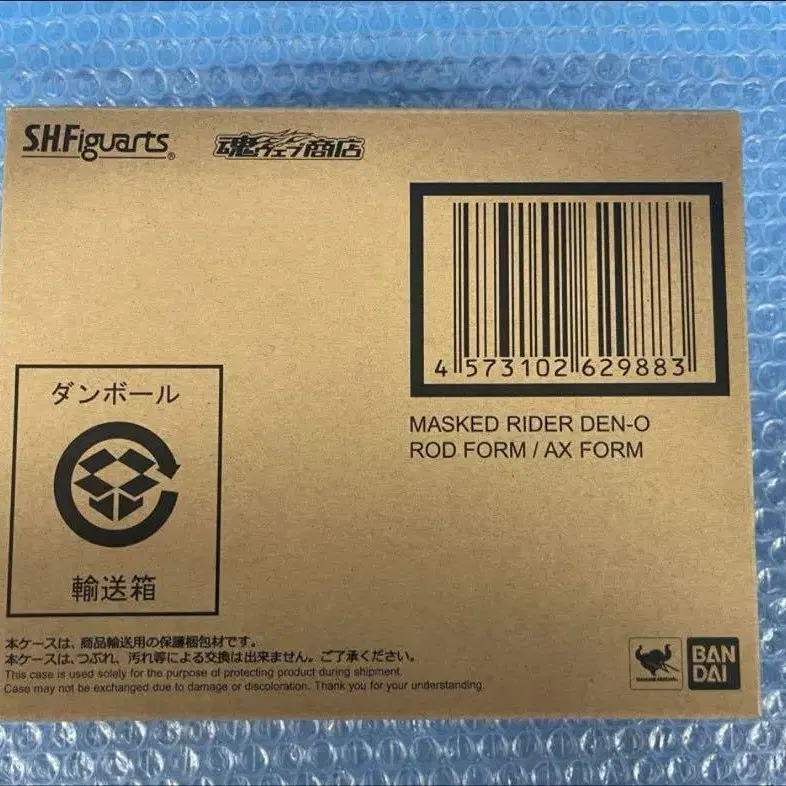 S.H.Figuarts®
魂ウェブ商店
4 573102 629883
MASKED RIDER DEN-O
ROD FORM / AX FORM
ダンボール
輸送箱
本ケースは、商品輸送用の保護梱包材です。
本ケースは、つぶれ、汚れ等による交換は出来ません。ご了承ください。
This case is used solely for the purpose of protecting product during shipment.
Case may not be exchanged due to damage or discoloration. Thank you for your understanding.
BAN
DAI